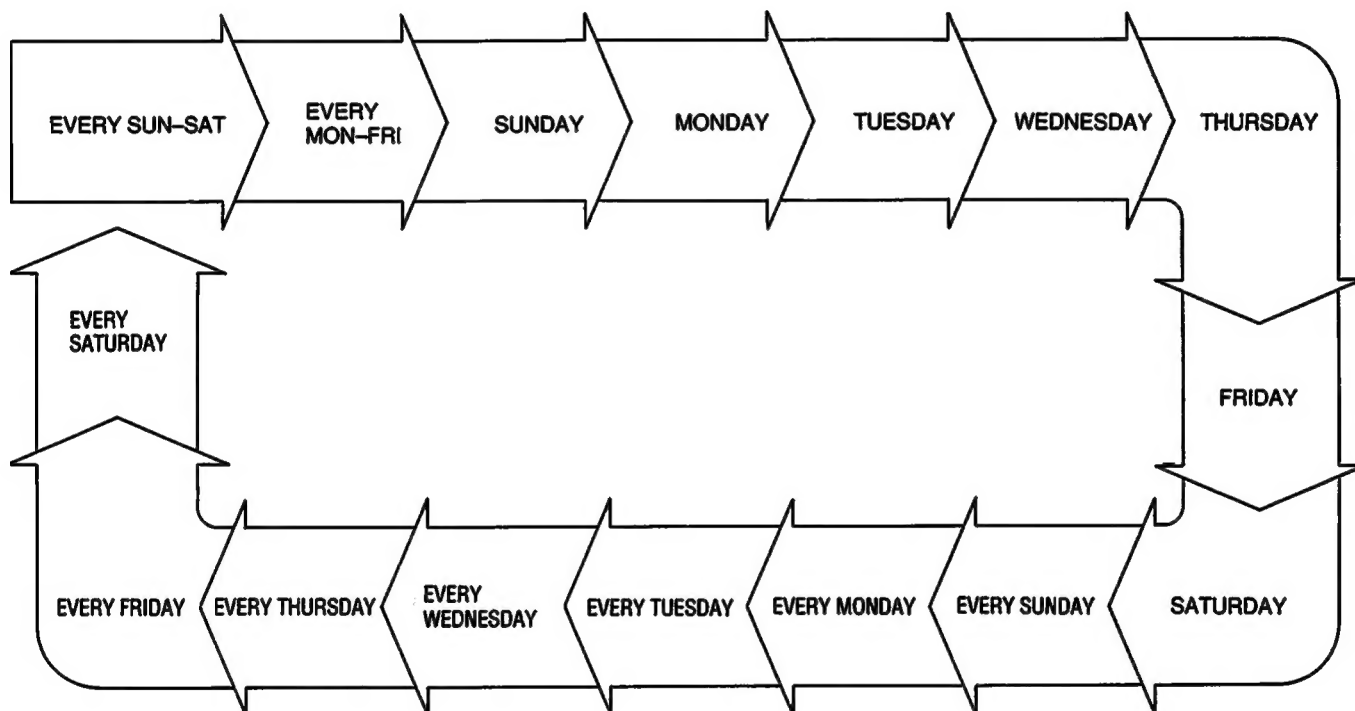 EVERY SUN–SAT
EVERY
MON–FRI
SUNDAY
MONDAY
TUESDAY
WEDNESDAY
THURSDAY
FRIDAY
SATURDAY
EVERY SUNDAY
EVERY MONDAY
EVERY TUESDAY
EVERY
WEDNESDAY
EVERY THURSDAY
EVERY FRIDAY
EVERY
SATURDAY